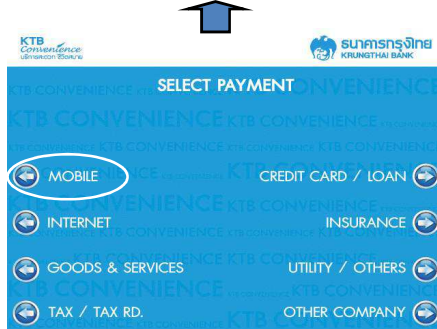 KTB
Convenience
ธนาคารกรุงไทย
KRUNGTHAI BANK
SELECT PAYMENT
MOBILE
CREDIT CARD / LOAN
INTERNET
INSURANCE
GOODS & SERVICES
UTILITY / OTHERS
TAX / TAX RD.
OTHER COMPANY